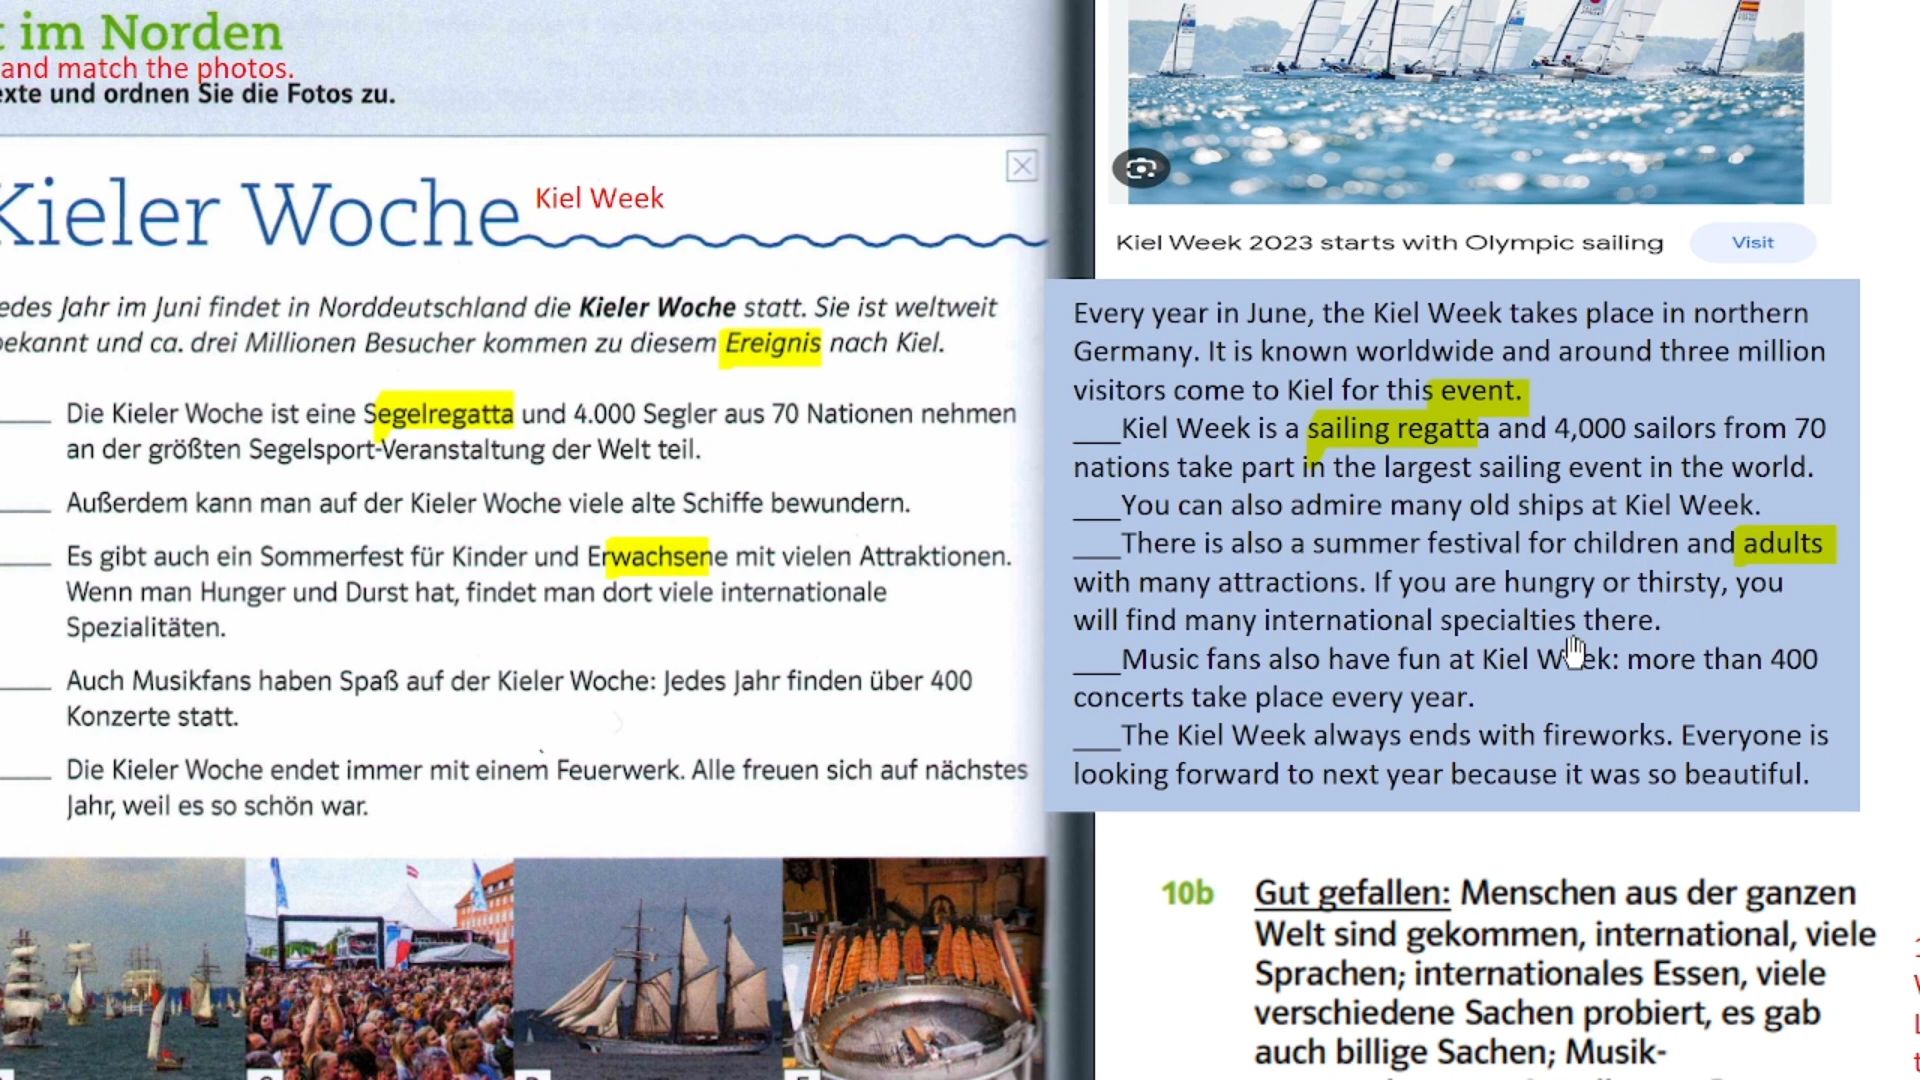 t im Norden
and match the photos.
exte und ordnen Sie die Fotos zu.
Kieler Woche
Kiel Week
edes Jahr im Juni findet in Norddeutschland die Kieler Woche statt. Sie ist weltweit
bekannt und ca. drei Millionen Besucher kommen zu diesem Ereignis nach Kiel.
___ Die Kieler Woche ist eine Segelregatta und 4.000 Segler aus 70 Nationen nehmen
an der größten Segelsport-Veranstaltung der Welt teil.
___ Außerdem kann man auf der Kieler Woche viele alte Schiffe bewundern.
___ Es gibt auch ein Sommerfest für Kinder und Erwachsene mit vielen Attraktionen.
Wenn man Hunger und Durst hat, findet man dort viele internationale
Spezialitäten.
___ Auch Musikfans haben Spaß auf der Kieler Woche: Jedes Jahr finden über 400
Konzerte statt.
___ Die Kieler Woche endet immer mit einem Feuerwerk. Alle freuen sich auf nächstes
Jahr, weil es so schön war.
Kiel Week 2023 starts with Olympic sailing
Visit
Every year in June, the Kiel Week takes place in northern
Germany. It is known worldwide and around three million
visitors come to Kiel for this event.
___Kiel Week is a sailing regatta and 4,000 sailors from 70
nations take part in the largest sailing event in the world.
___You can also admire many old ships at Kiel Week.
___There is also a summer festival for children and adults
with many attractions. If you are hungry or thirsty, you
will find many international specialties there.
___Music fans also have fun at Kiel Week: more than 400
concerts take place every year.
___The Kiel Week always ends with fireworks. Everyone is
looking forward to next year because it was so beautiful.
10b Gut gefallen: Menschen aus der ganzen
Welt sind gekommen, international, viele
Sprachen; internationales Essen, viele
verschiedene Sachen probiert, es gab
auch billige Sachen; Musik-